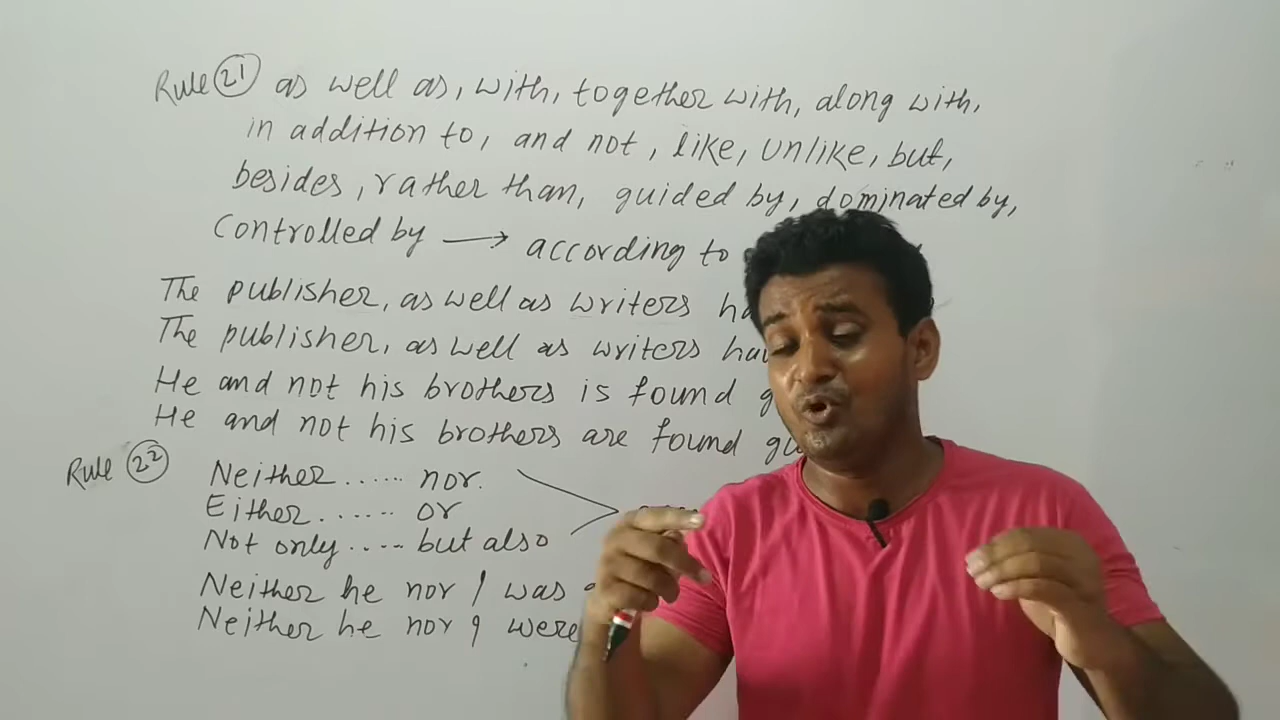 Rule 21 as well as, with, together with, along with,
in addition to, and not, like, unlike, but,
besides, rather than, guided by, dominated by,
controlled by → according to
The publisher, as well as writers
The publisher, as well as writers
He and not his brothers is found
He and not his brothers are found
Rule 22 Neither...... nor.
Either...... or
Not only..... but also
Neither he nor I was
Neither he nor I were